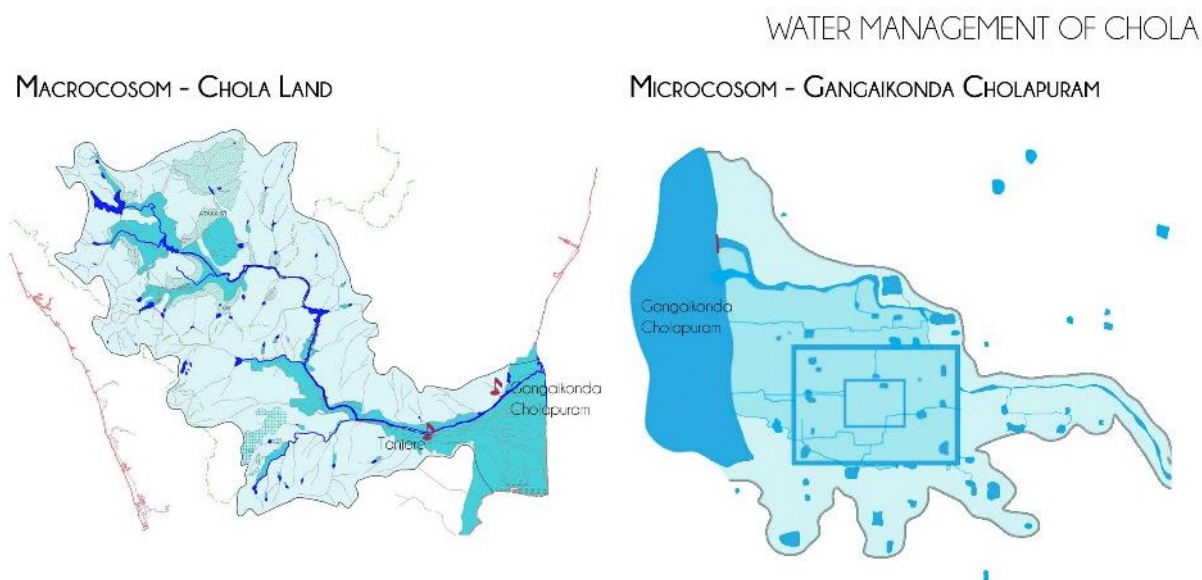 WATER MANAGEMENT OF CHOLA
MACROCOSOM - CHOLA LAND
MICROCOSOM - GANGAIKONDA CHOLAPURAM
Gangaikonda
Cholapuram
Tanjore
Gangaikonda
Cholapuram